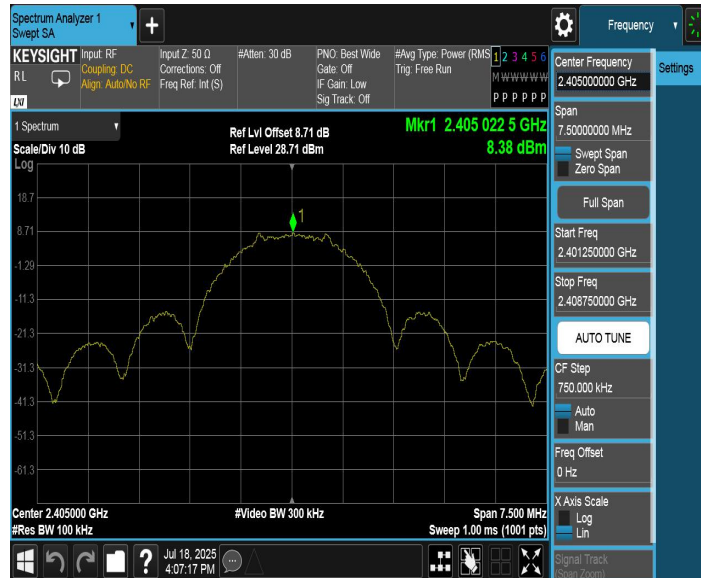 Spectrum Analyzer 1
Swept SA
+
Frequency
KEYSIGHT
RL
LXI
Input: RF
Coupling: DC
Align: Auto/No RF
Input Z: 50 Ω
Corrections: Off
Freq Ref: Int (S)
#Atten: 30 dB
PNO: Best Wide
Gate: Off
IF Gain: Low
Sig Track: Off
#Avg Type: Power (RMS
Trig: Free Run
1 2 3 4 5 6
M W W W W W
P P P P P P
1 Spectrum
Scale/Div 10 dB
Log
Ref Lvl Offset 8.71 dB
Ref Level 28.71 dBm
Mkr1 2.405 022 5 GHz
8.38 dBm
18.7
8.71
-1.29
-11.3
-21.3
-31.3
-41.3
-51.3
-61.3
1
Center 2.405000 GHz
#Res BW 100 kHz
#Video BW 300 kHz
Span 7.500 MHz
Sweep 1.00 ms (1001 pts)
?
Jul 18, 2025
4:07:17 PM
Center Frequency
2.405000000 GHz
Settings
Span
7.50000000 MHz
Swept Span
Zero Span
Full Span
Start Freq
2.401250000 GHz
Stop Freq
2.408750000 GHz
AUTO TUNE
CF Step
750.000 kHz
Auto
Man
Freq Offset
0 Hz
X Axis Scale
Log
Lin
Signal Track
(Span Zoom)